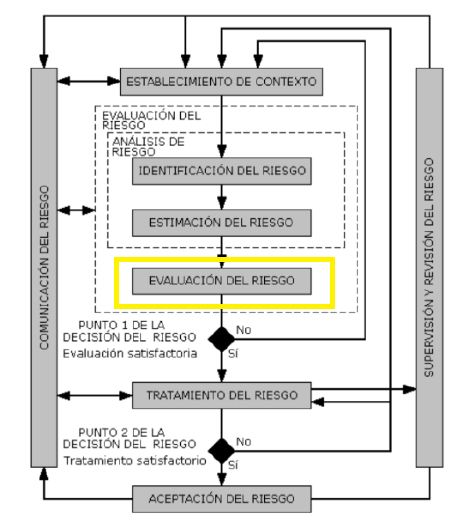 ESTABLECIMIENTO DE CONTEXTO
EVALUACIÓN DEL
RIESGO
ANÁLISIS DE
RIESGO
IDENTIFICACIÓN DEL RIESGO
ESTIMACIÓN DEL RIESGO
EVALUACIÓN DEL RIESGO
COMUNICACIÓN DEL RIESGO
SUPERVISIÓN Y REVISIÓN DEL RIESGO
PUNTO 1 DE LA
DECISIÓN DEL RIESGO
Evaluación satisfactoria
No
Sí
TRATAMIENTO DEL RIESGO
PUNTO 2 DE LA
DECISIÓN DEL RIESGO
Tratamiento satisfactorio
No
Sí
ACEPTACIÓN DEL RIESGO